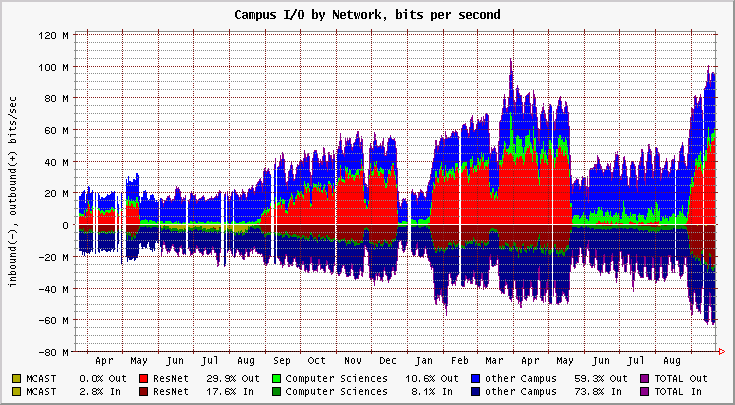 Campus I/O by Network, bits per second
inbound(-), outbound(+) bits/sec
120 M
100 M
80 M
60 M
40 M
20 M
0
-20 M
-40 M
-60 M
-80 M
Apr May Jun Jul Aug Sep Oct Nov Dec Jan Feb Mar Apr May Jun Jul Aug
MCAST 0.0% Out ResNet 29.9% Out Computer Sciences 10.6% Out other Campus 59.3% Out TOTAL Out
MCAST 2.8% In ResNet 17.6% In Computer Sciences 8.1% In other Campus 73.8% In TOTAL In